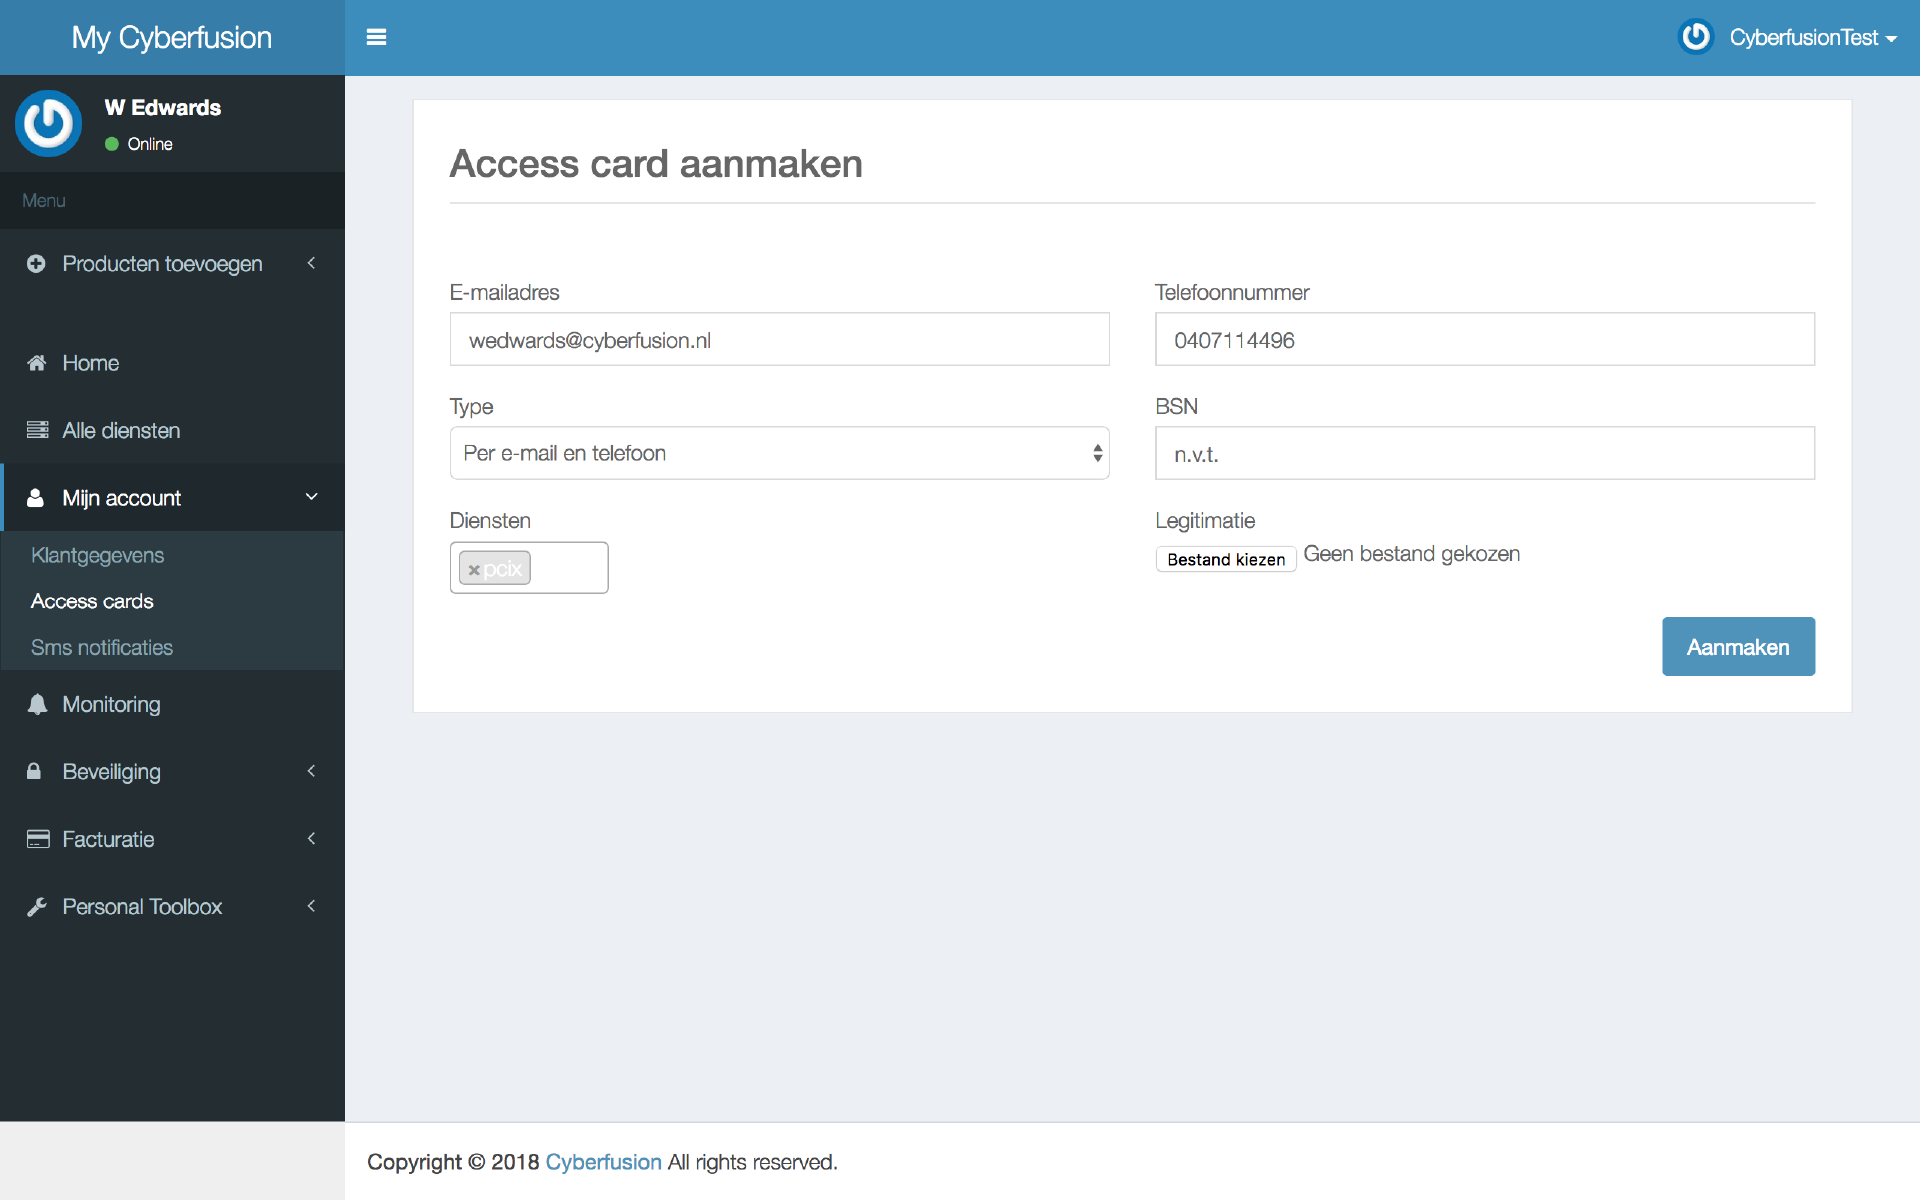 My Cyberfusion
CyberfusionTest
W Edwards
Online
Menu
Producten toevoegen
Home
Alle diensten
Mijn account
Klantgegevens
Access cards
Sms notificaties
Monitoring
Beveiliging
Facturatie
Personal Toolbox
Access card aanmaken
E-mailadres
Telefoonnummer
wedwards@cyberfusion.nl
0407114496
Type
BSN
Per e-mail en telefoon
n.v.t.
Diensten
Legitimatie
×pcix
Bestand kiezen Geen bestand gekozen
Aanmaken
Copyright © 2018 Cyberfusion All rights reserved.